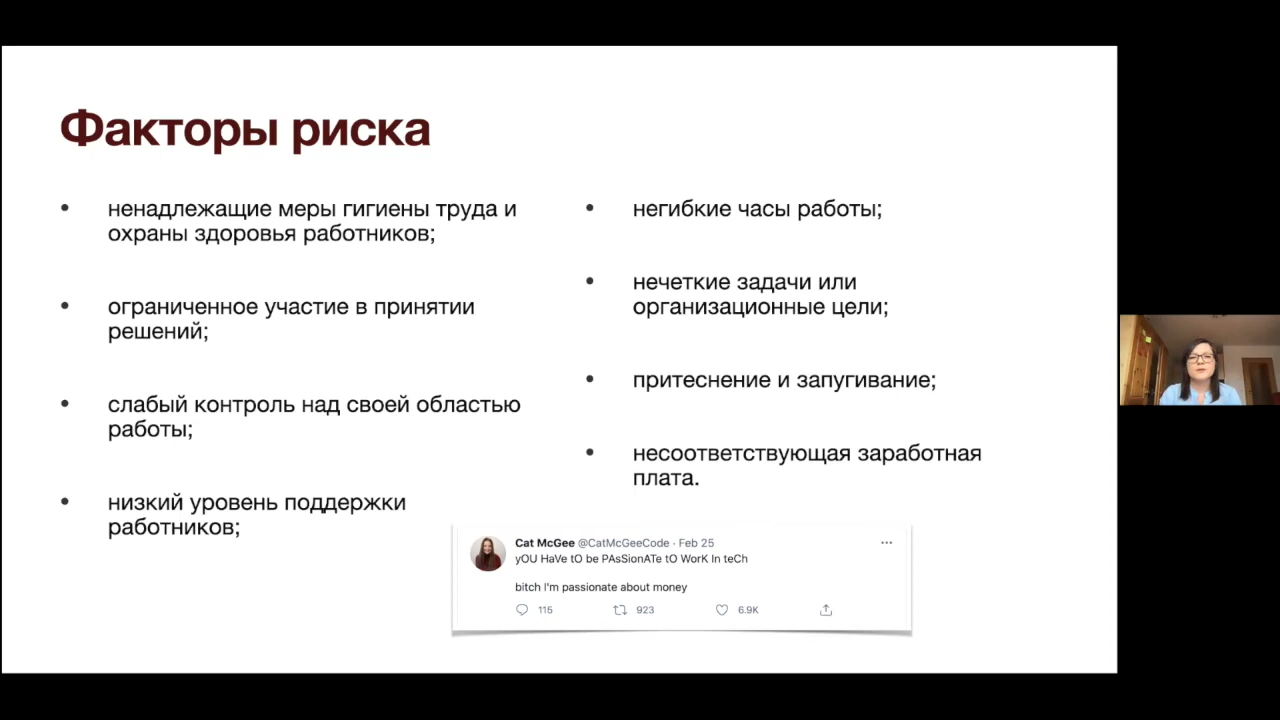 Факторы риска
ненадлежащие меры гигиены труда и
охраны здоровья работников;
ограниченное участие в принятии
решений;
слабый контроль над своей областью
работы;
низкий уровень поддержки
работников;
негибкие часы работы;
нечеткие задачи или
организационные цели;
притеснение и запугивание;
несоответствующая заработная
плата.
Cat McGee @CatMcGeeCode · Feb 25
yOU HaVe tO be PAsSionATe tO WorK In teCh
bitch I'm passionate about money
115 923 6.9K